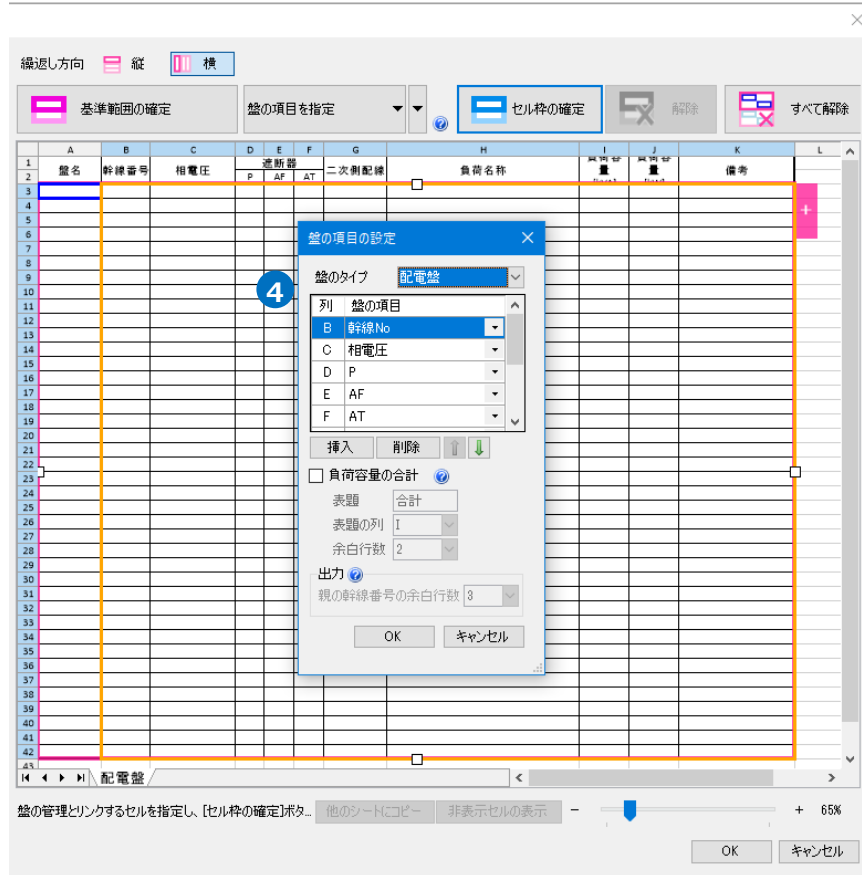 繰返し方向 縦 横
基準範囲の確定 盤の項目を指定 セル枠の確定 解除 すべて解除
A B C D E F G H I J K L
1 盤名 幹線番号 相電圧 遮断器 二次側配線 負荷名称 負荷容量 負荷容量 備考
2 P AF AT
3
4 +
5
6
7
8
9
10
11
12
13
14
15
16
17
18
19
20
21
22
23
24
25
26
27
28
29
30
31
32
33
34
35
36
37
38
39
40
41
42
43
盤の項目の設定
4
盤のタイプ 配電盤
列 盤の項目
B 幹線No
C 相電圧
D P
E AF
F AT
挿入 削除
負荷容量の合計
表題 合計
表題の列 I
余白行数 2
出力
親の幹線番号の余白行数 3
OK キャンセル
配電盤
盤の管理とリンクするセルを指定し、[セル枠の確定]ボタ... 他のシートにコピー 非表示セルの表示 - + 65%
OK キャンセル